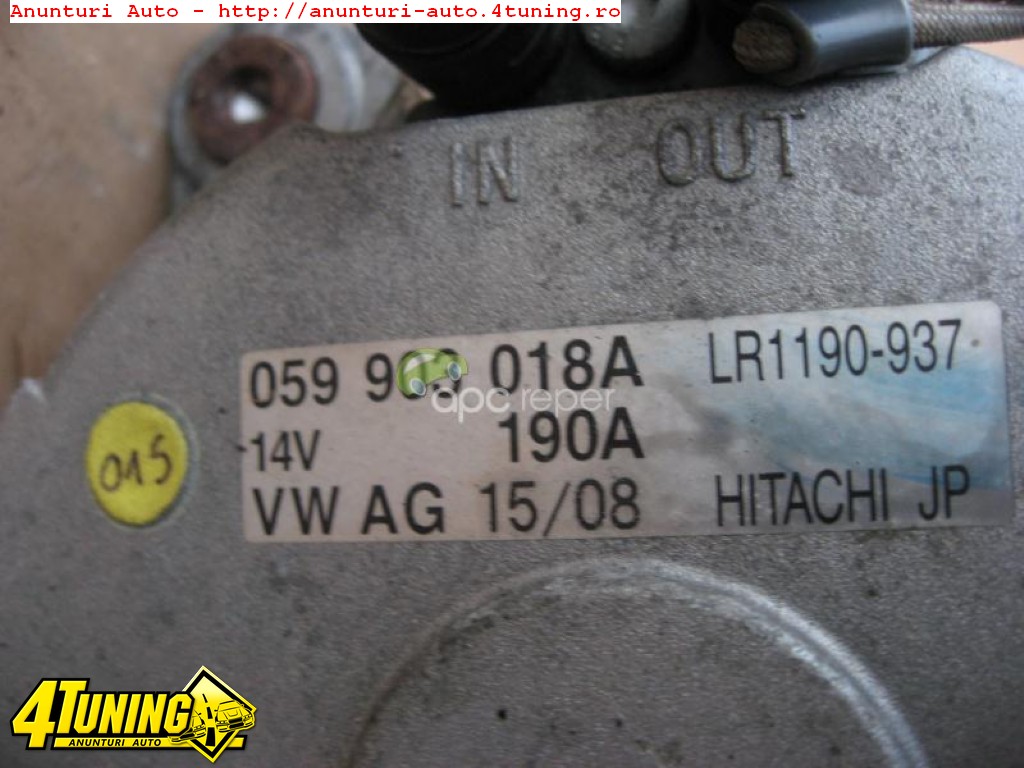 Anunturi Auto - http://anunturi-auto.4tuning.ro
IN OUT
059 018A LR1190-937
apc reper
14V 190A
015
VW AG 15/08 HITACHI JP
4TUNING
ANUNTURI AUTO